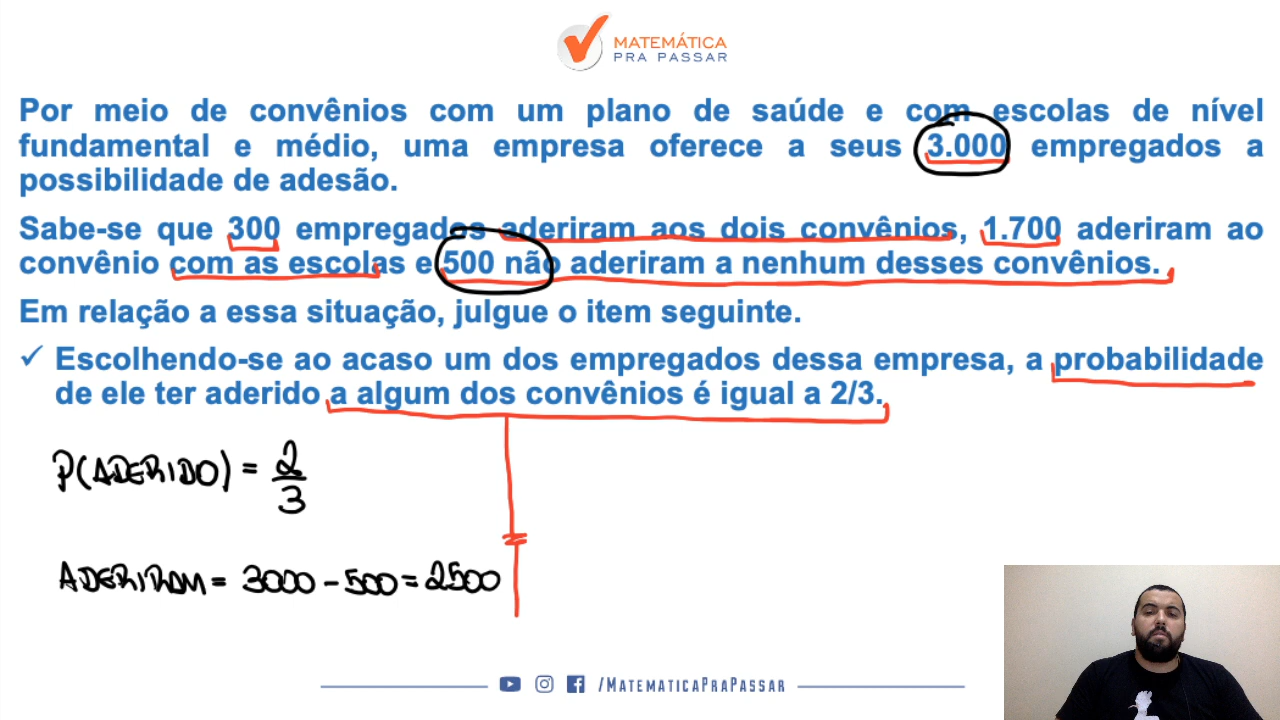 MATEMÁTICA
PRA PASSAR
Por meio de convênios com um plano de saúde e com escolas de nível
fundamental e médio, uma empresa oferece a seus 3.000 empregados a
possibilidade de adesão.
Sabe-se que 300 empregados aderiram aos dois convênios, 1.700 aderiram ao
convênio com as escolas e 500 não aderiram a nenhum desses convênios.
Em relação a essa situação, julgue o item seguinte.
✓ Escolhendo-se ao acaso um dos empregados dessa empresa, a probabilidade
de ele ter aderido a algum dos convênios é igual a 2/3.
P(ADERIDO) = 2/3
ADERIRAM = 3000 - 500 = 2500
/MATEMATICAPRAPASSAR